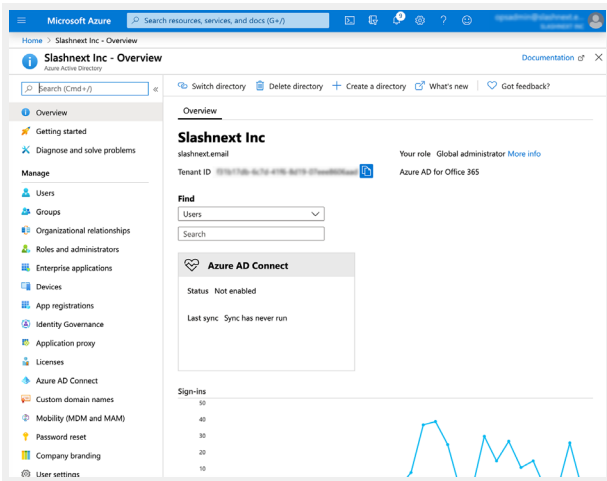 Microsoft Azure
Search resources, services, and docs (G+/)
9
Home > Slashnext Inc - Overview
Slashnext Inc - Overview
Azure Active Directory
Documentation
Search (Cmd+/)
«
Switch directory
Delete directory
Create a directory
What's new
Got feedback?
Overview
Getting started
Diagnose and solve problems
Manage
Users
Groups
Organizational relationships
Roles and administrators
Enterprise applications
Devices
App registrations
Identity Governance
Application proxy
Licenses
Azure AD Connect
Custom domain names
Mobility (MDM and MAM)
Password reset
Company branding
User settings
Overview
Slashnext Inc
slashnext.email
Your role Global administrator More info
Tenant ID
Azure AD for Office 365
Find
Users
Search
Azure AD Connect
Status Not enabled
Last sync Sync has never run
Sign-ins
50
40
30
20
10